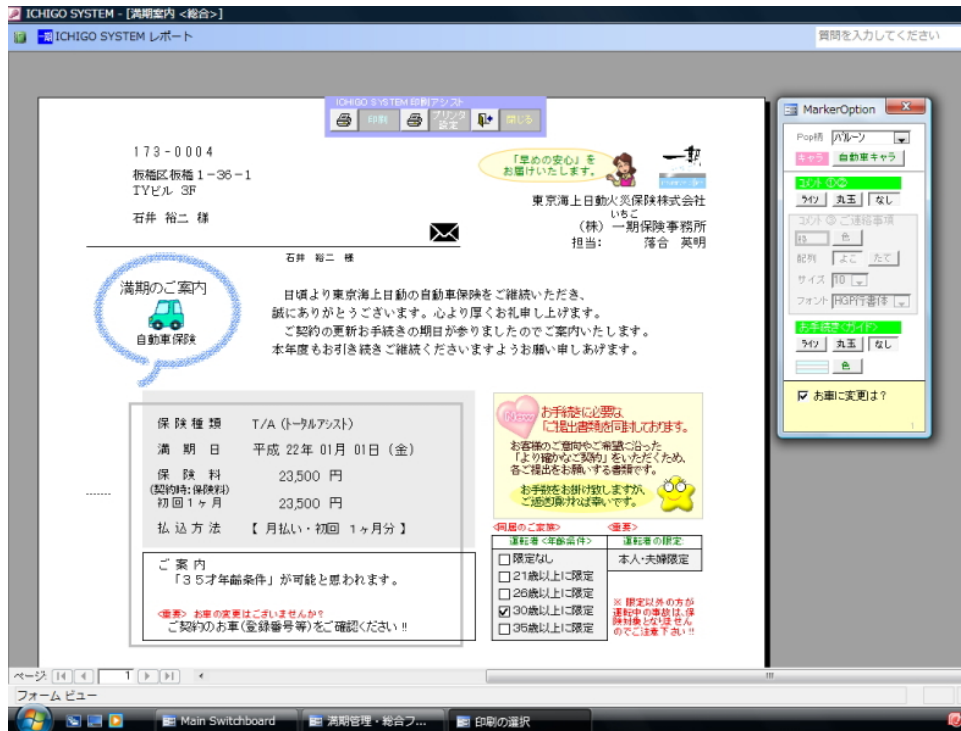 ICHIGO SYSTEM - [満期案内 <総合>]
ICHIGO SYSTEM レポート
質問を入力してください
ICHIGO SYSTEM 印刷アシスト
印刷
プリンタ設定
閉じる
173-0004
板橋区板橋1-36-1
TYビル 3F
石井 裕二 様
「早めの安心」を
お届けいたします。
一期
東京海上日動火災保険株式会社
いちご
(株) 一期保険事務所
担当: 落合 英明
石井 裕二 様
満期のご案内
自動車保険
日頃より東京海上日動の自動車保険をご継続いただき、
誠にありがとうございます。心より厚くお礼申し上げます。
ご契約の更新お手続きの期日が参りましたのでご案内いたします。
本年度もお引き続きご継続くださいますようお願い申しあげます。
保険種類 T/A (トータルアシスト)
満期日 平成 22年 01月 01日 (金)
保険料 23,500 円
(契約時:保険料)
初回1ヶ月 23,500 円
払込方法 【 月払い・初回 1ヶ月分 】
ご案内
「35才年齢条件」が可能と思われます。
<重要> お車の変更はございませんか?
ご契約のお車(登録番号等)をご確認ください!!
お手続きに必要な
「ご提出書類」を同封しております。
お客様のご意向やご希望に沿った
「より確かなご契約」をいただくため、
各ご提出をお願いする書類です。
お手数をお掛け致しますが、
ご返送頂ければ幸いです。
<同居のご家族> <重要>
運転者<年齢条件> 運転者の限定
限定なし 本人・夫婦限定
21歳以上に限定
26歳以上に限定
30歳以上に限定
35歳以上に限定
※ 限定以外の方が
運転中の事故は、保
険対象となりません
のでご注意下さい!!
MarkerOption
Pop柄 バルーン
キャラ 自動車キャラ
コメント①②
ライン 丸玉 なし
コメント③ ご連絡事項
色
配列 よこ たて
サイズ 10
フォント HGP行書体
お手続き<ガイド>
ライン 丸玉 なし
色
お車に変更は?
1
ページ: 1
フォーム ビュー
Main Switchboard
満期管理・総合フ...
印刷の選択